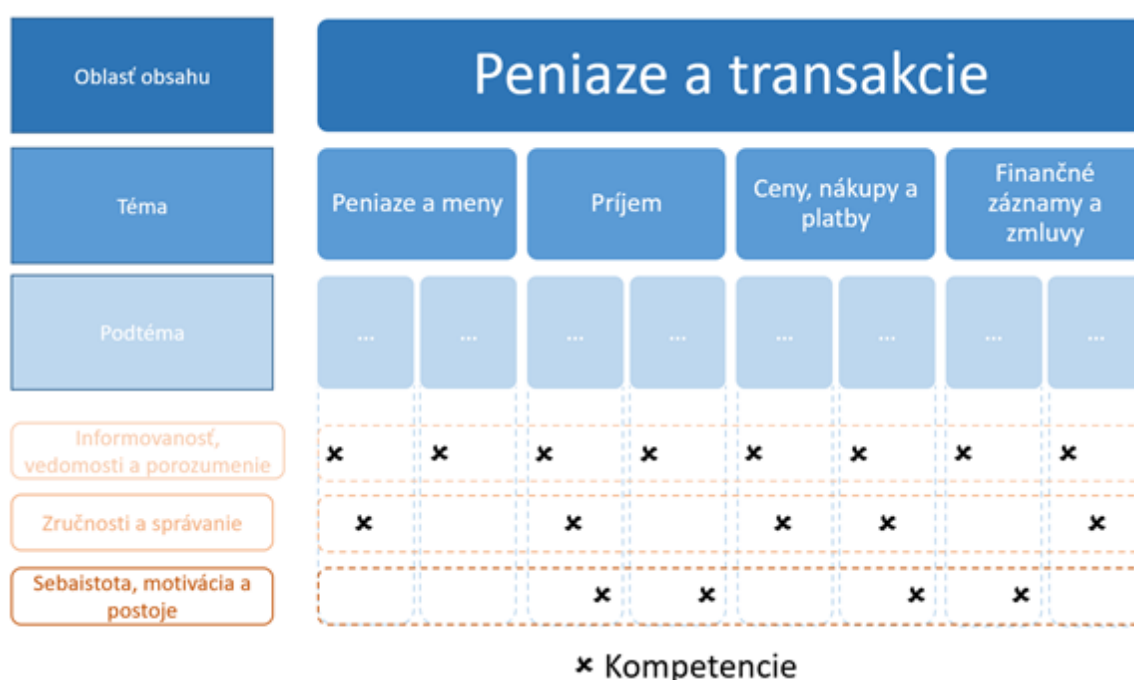 Oblasť obsahu
Peniaze a transakcie
Téma
Peniaze a meny
Príjem
Ceny, nákupy a
platby
Finančné
záznamy a
zmluvy
Podtéma
...
...
...
...
...
...
...
...
Informovanosť,
vedomosti a porozumenie
Zručnosti a správanie
Sebaistota, motivácia a
postoje
Kompetencie